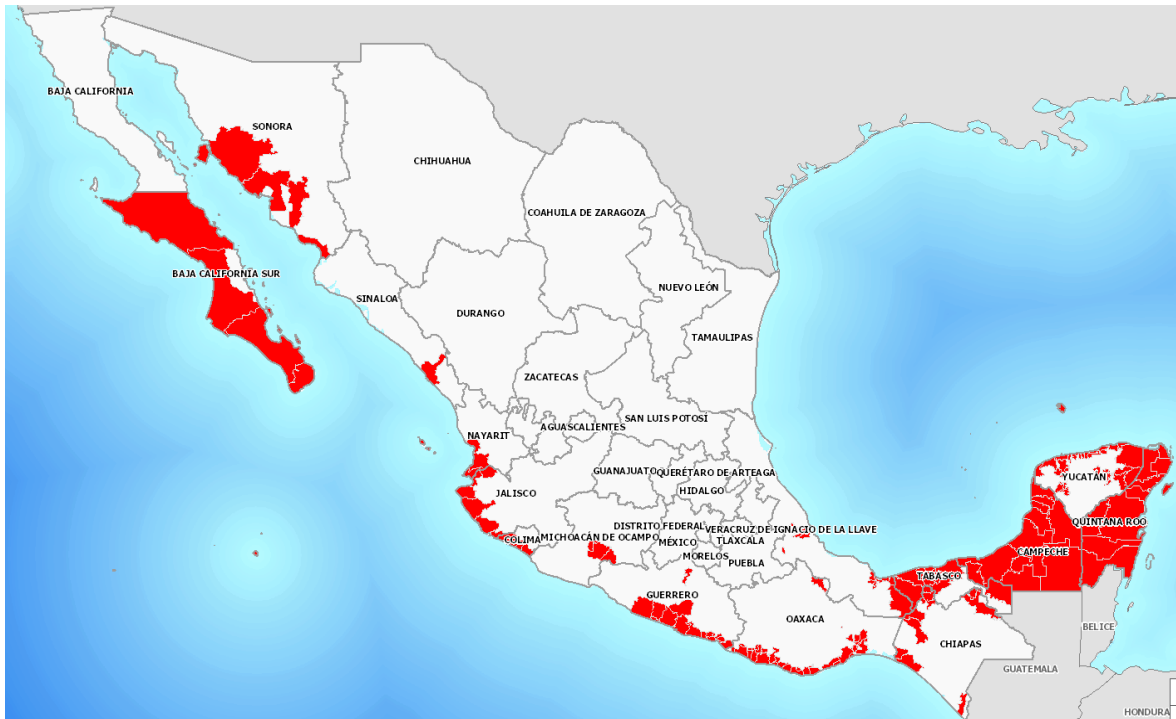 BAJA CALIFORNIA
SONORA
CHIHUAHUA
COAHUILA DE ZARAGOZA
BAJA CALIFORNIA SUR
NUEVO LEÓN
SINALOA
DURANGO
TAMAULIPAS
ZACATECAS
SAN LUIS POTOSÍ
NAYARIT
AGUASCALIENTES
GUANAJUATO
QUERÉTARO DE ARTEAGA
YUCATÁN
HIDALGO
JALISCO
QUINTANA ROO
DISTRITO FEDERAL
VERACRUZ DE IGNACIO DE LA LLAVE
COLIMA
MICHOACÁN DE OCAMPO
MÉXICO
TLAXCALA
CAMPECHE
MORELOS
PUEBLA
TABASCO
GUERRERO
OAXACA
CHIAPAS
BELICE
GUATEMALA
HONDURA